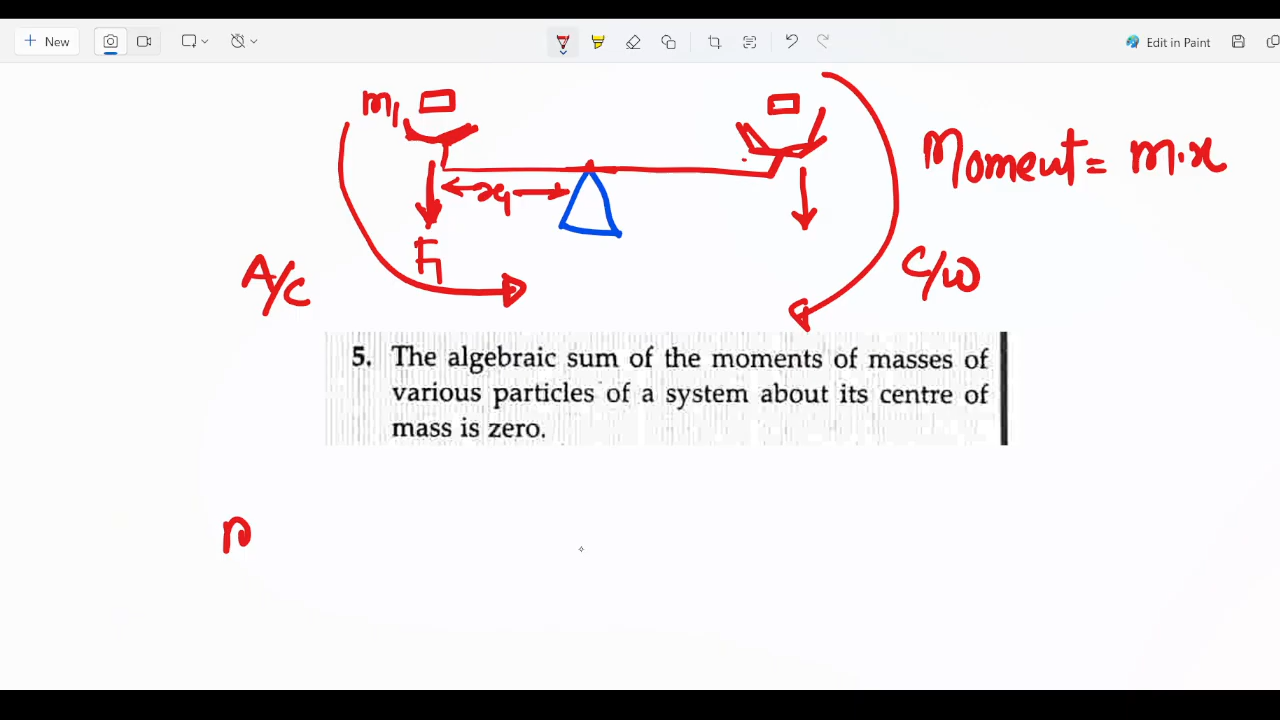 New
Edit in Paint
m1
Moment = m.x
x1
F1
A/C
C/W
5. The algebraic sum of the moments of masses of
various particles of a system about its centre of
mass is zero.